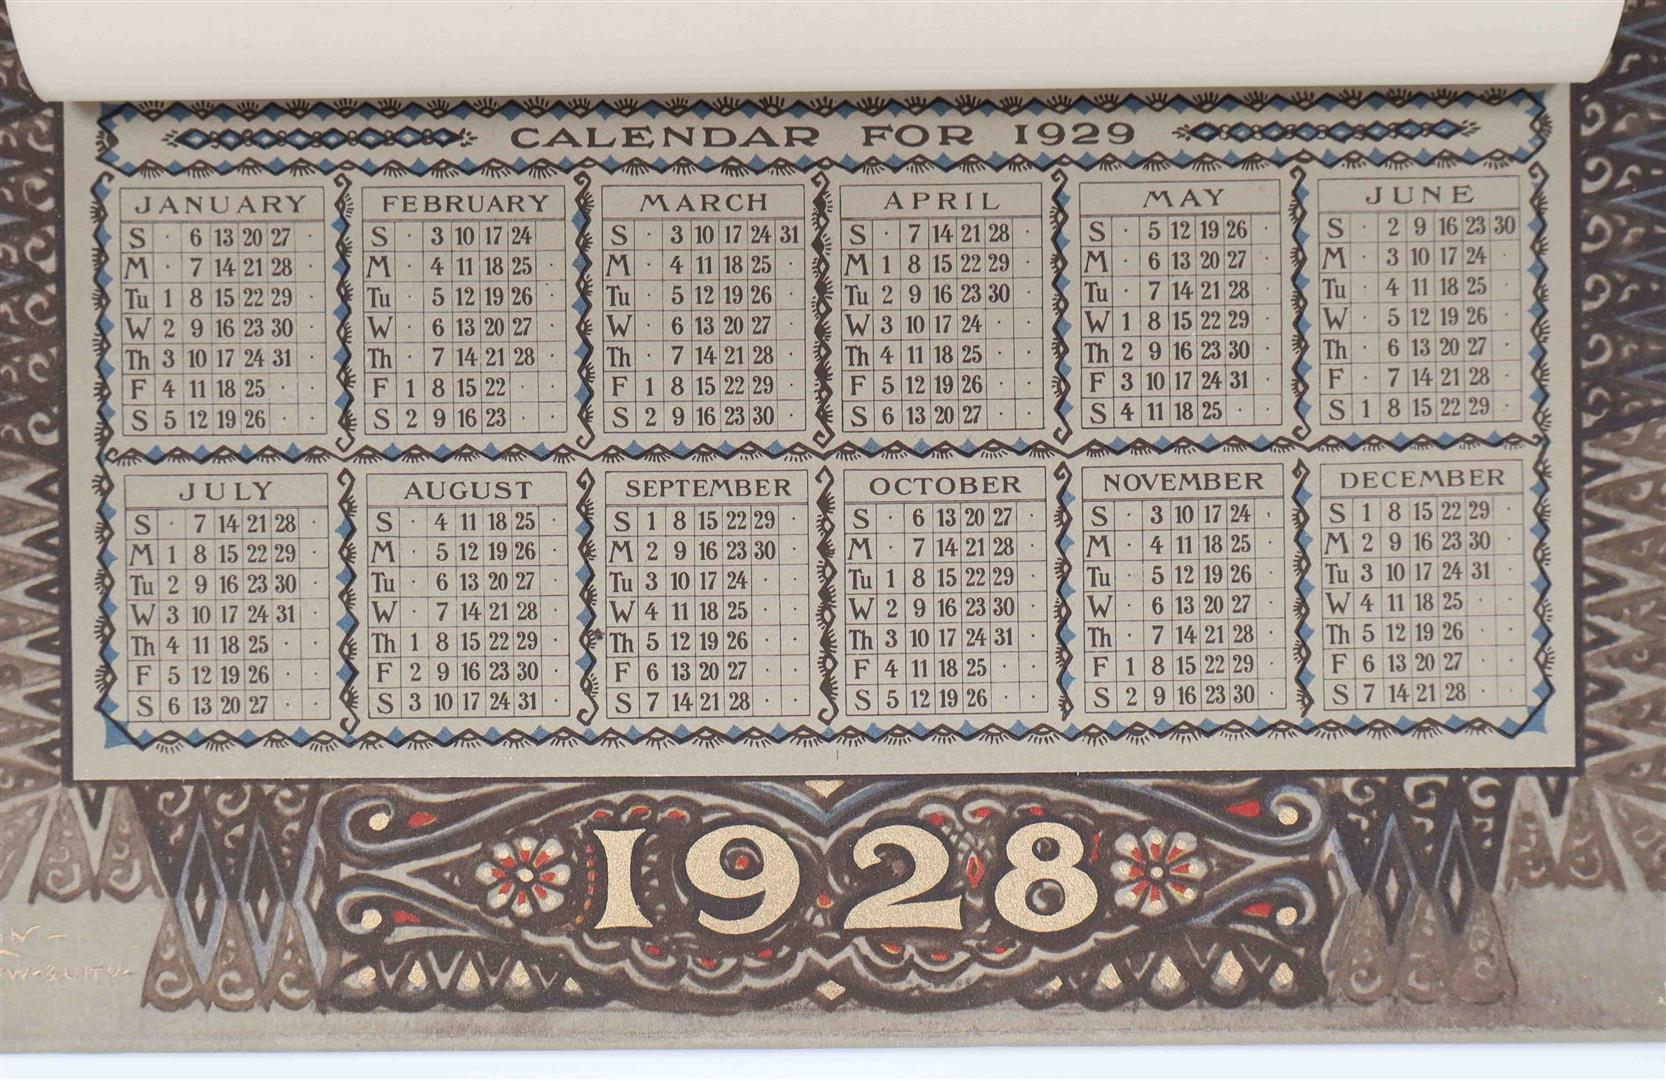 CALENDAR FOR 1929
JANUARY FEBRUARY MARCH APRIL MAY JUNE
S · 6 13 20 27 · S · 3 10 17 24 · S · 3 10 17 24 31 S · 7 14 21 28 · S · 5 12 19 26 · S · 2 9 16 23 30
M · 7 14 21 28 · M · 4 11 18 25 · M · 4 11 18 25 · M 1 8 15 22 29 · M · 6 13 20 27 · M · 3 10 17 24 ·
Tu 1 8 15 22 29 · Tu · 5 12 19 26 · Tu · 5 12 19 26 · Tu 2 9 16 23 30 · Tu · 7 14 21 28 · Tu · 4 11 18 25 ·
W 2 9 16 23 30 · W · 6 13 20 27 · W · 6 13 20 27 · W 3 10 17 24 · · W 1 8 15 22 29 · W · 5 12 19 26 ·
Th 3 10 17 24 31 · Th · 7 14 21 28 · Th · 7 14 21 28 · Th 4 11 18 25 · · Th 2 9 16 23 30 · Th · 6 13 20 27 ·
F 4 11 18 25 · · F 1 8 15 22 · · F 1 8 15 22 29 · F 5 12 19 26 · · F 3 10 17 24 31 · F · 7 14 21 28 ·
S 5 12 19 26 · · S 2 9 16 23 · · S 2 9 16 23 30 · S 6 13 20 27 · · S 4 11 18 25 · · S 1 8 15 22 29 ·
JULY AUGUST SEPTEMBER OCTOBER NOVEMBER DECEMBER
S · 7 14 21 28 · S · 4 11 18 25 · S 1 8 15 22 29 · S · 6 13 20 27 · S · 3 10 17 24 · S 1 8 15 22 29 ·
M 1 8 15 22 29 · M · 5 12 19 26 · M 2 9 16 23 30 · M · 7 14 21 28 · M · 4 11 18 25 · M 2 9 16 23 30 ·
Tu 2 9 16 23 30 · Tu · 6 13 20 27 · Tu 3 10 17 24 · · Tu 1 8 15 22 29 · Tu · 5 12 19 26 · Tu 3 10 17 24 31 ·
W 3 10 17 24 31 · W · 7 14 21 28 · W 4 11 18 25 · · W 2 9 16 23 30 · W · 6 13 20 27 · W 4 11 18 25 · ·
Th 4 11 18 25 · · Th 1 8 15 22 29 · Th 5 12 19 26 · · Th 3 10 17 24 31 · Th · 7 14 21 28 · Th 5 12 19 26 · ·
F 5 12 19 26 · · F 2 9 16 23 30 · F 6 13 20 27 · · F 4 11 18 25 · · F 1 8 15 22 29 · F 6 13 20 27 · ·
S 6 13 20 27 · · S 3 10 17 24 31 · S 7 14 21 28 · · S 5 12 19 26 · · S 2 9 16 23 30 · S 7 14 21 28 · ·
1928